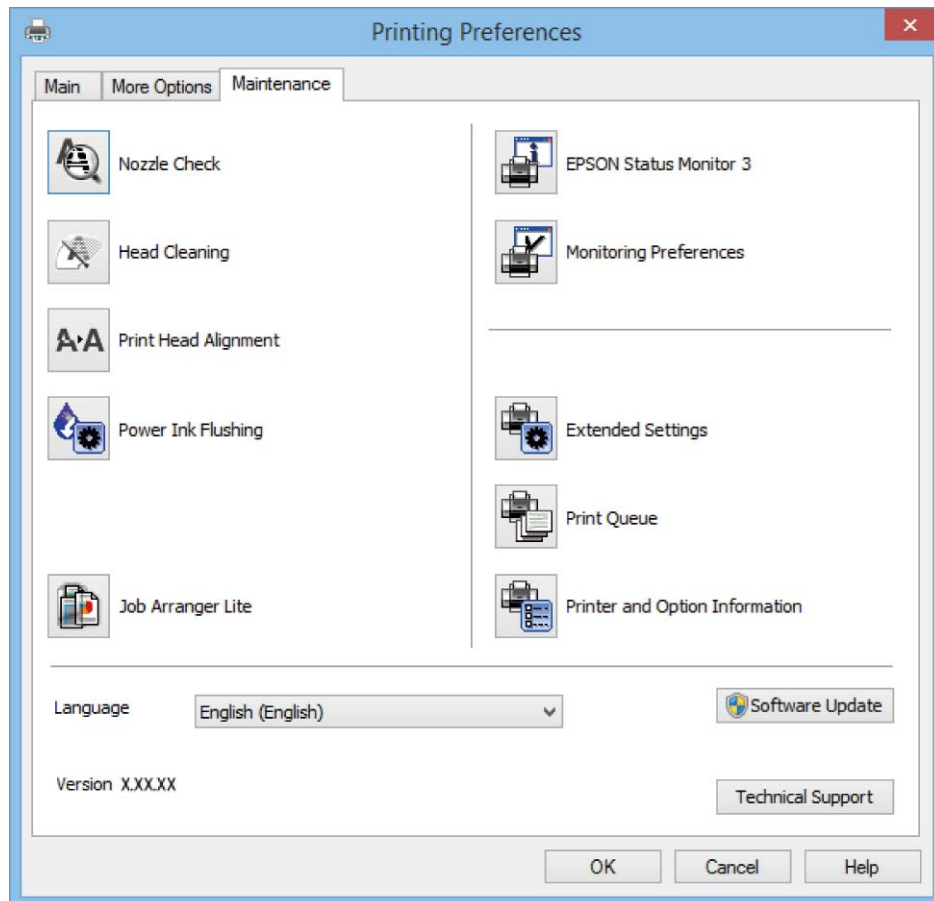 Printing Preferences
Main
More Options
Maintenance
Nozzle Check
Head Cleaning
A A Print Head Alignment
Power Ink Flushing
Job Arranger Lite
EPSON Status Monitor 3
Monitoring Preferences
Extended Settings
Print Queue
Printer and Option Information
Language
English (English)
Software Update
Version X.XX.XX
Technical Support
OK
Cancel
Help